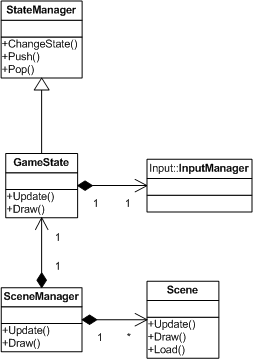 StateManager
+ChangeState()
+Push()
+Pop()
GameState
+Update()
+Draw()
1
1
Input::InputManager
1
1
SceneManager
+Update()
+Draw()
1
*
Scene
+Update()
+Draw()
+Load()